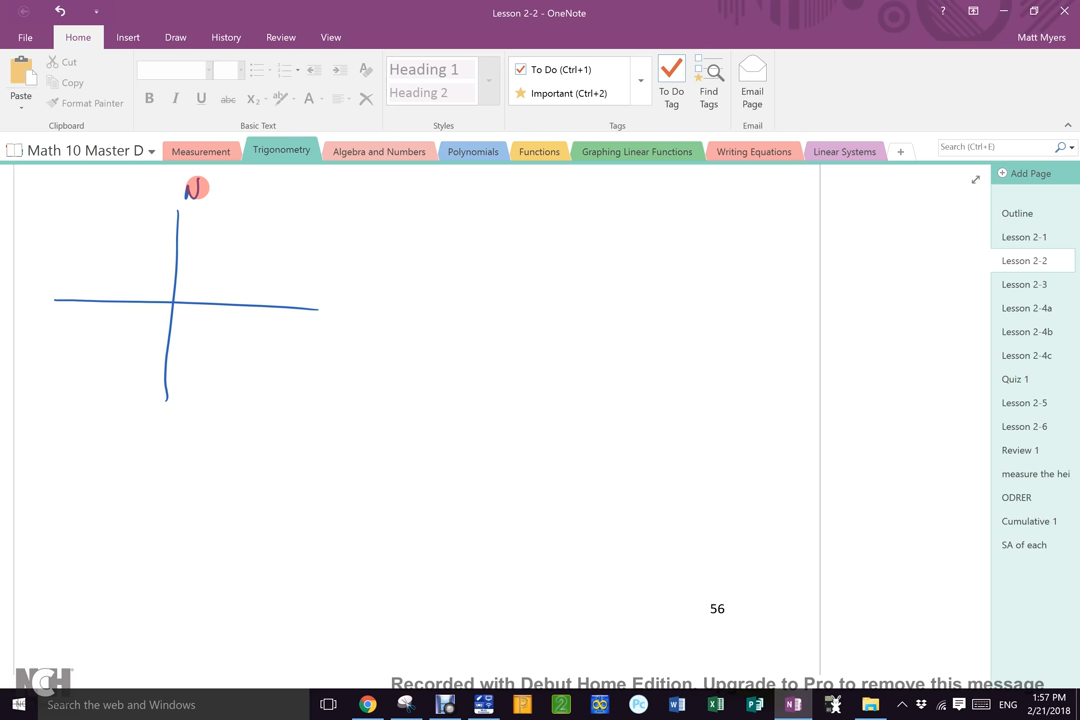 Lesson 2-2 - OneNote
?
Matt Myers
File Home Insert Draw History Review View
Paste
Cut
Copy
Format Painter
Clipboard
B I U abc X₂ A
Basic Text
Heading 1
Heading 2
Styles
To Do (Ctrl+1)
Important (Ctrl+2)
Tags
To Do Tag
Find Tags
Email Page
Email
Math 10 Master D
Measurement Trigonometry Algebra and Numbers Polynomials Functions Graphing Linear Functions Writing Equations Linear Systems +
Search (Ctrl+E)
Add Page
Outline
Lesson 2-1
Lesson 2-2
Lesson 2-3
Lesson 2-4a
Lesson 2-4b
Lesson 2-4c
Quiz 1
Lesson 2-5
Lesson 2-6
Review 1
measure the hei
ODRER
Cumulative 1
SA of each
N
56
NCH
Recorded with Debut Home Edition. Upgrade to Pro to remove this message
Search the web and Windows
ENG
1:57 PM
2/21/2018